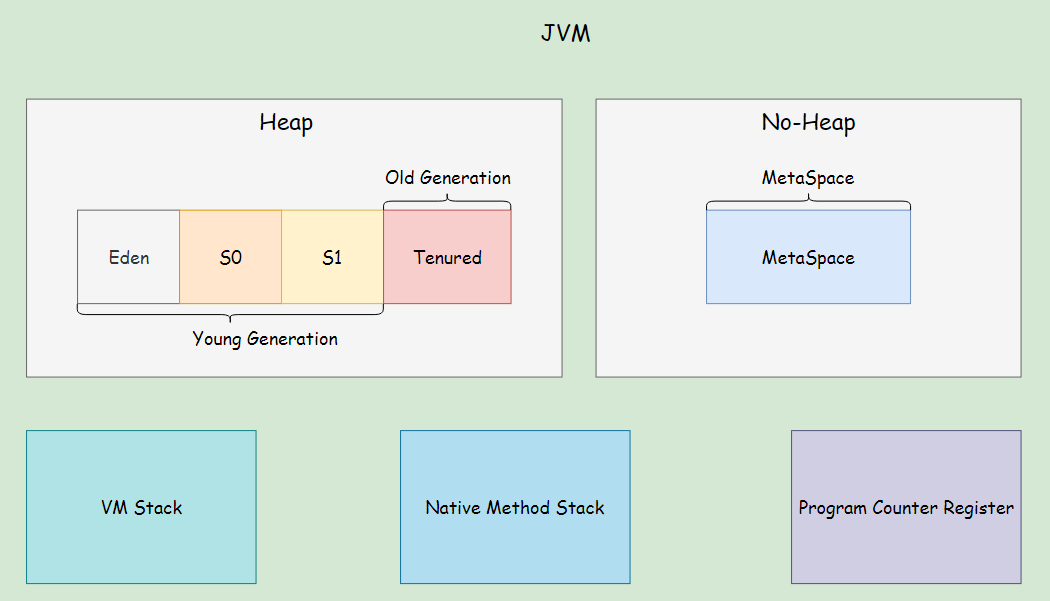 JVM
Heap
No-Heap
Old Generation
MetaSpace
Eden
S0
S1
Tenured
MetaSpace
Young Generation
VM Stack
Native Method Stack
Program Counter Register